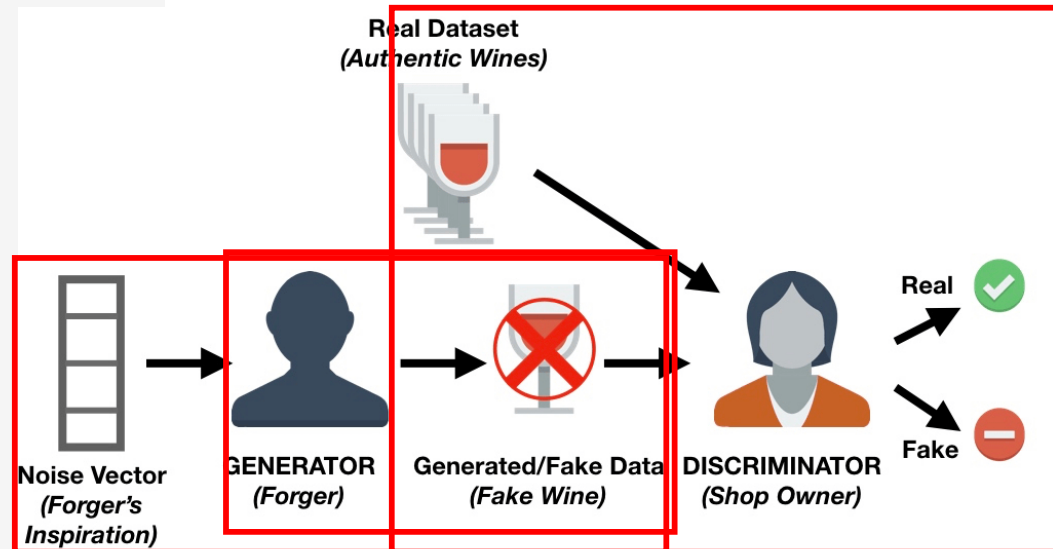 Real Dataset
(Authentic Wines)
Real
Fake
Noise Vector
(Forger's
Inspiration)
GENERATOR
(Forger)
Generated/Fake Data
(Fake Wine)
DISCRIMINATOR
(Shop Owner)